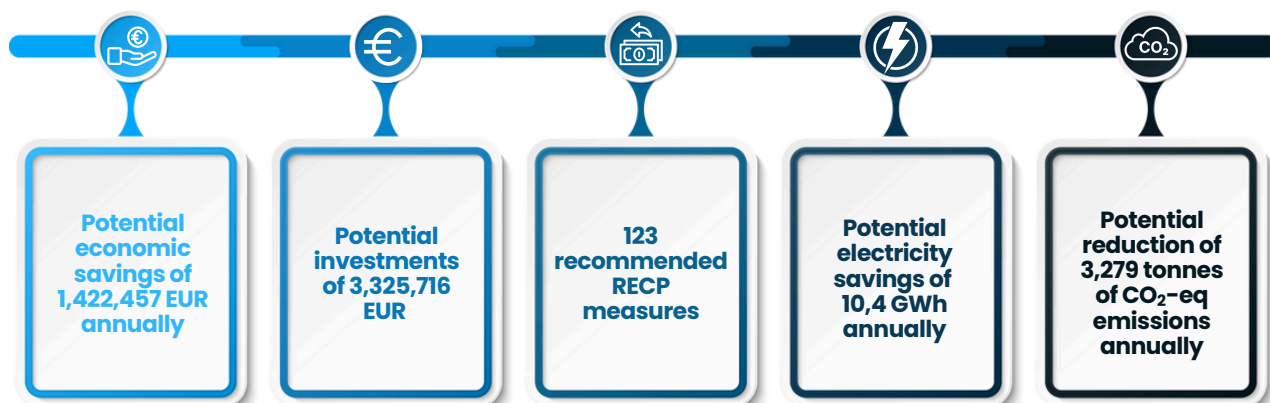 €
€
CO₂
Potential
economic
savings of
1,422,457 EUR
annually
Potential
investments
of 3,325,716
EUR
123
recommended
RECP
measures
Potential
electricity
savings of
10,4 GWh
annually
Potential
reduction of
3,279 tonnes
of CO₂-eq
emissions
annually